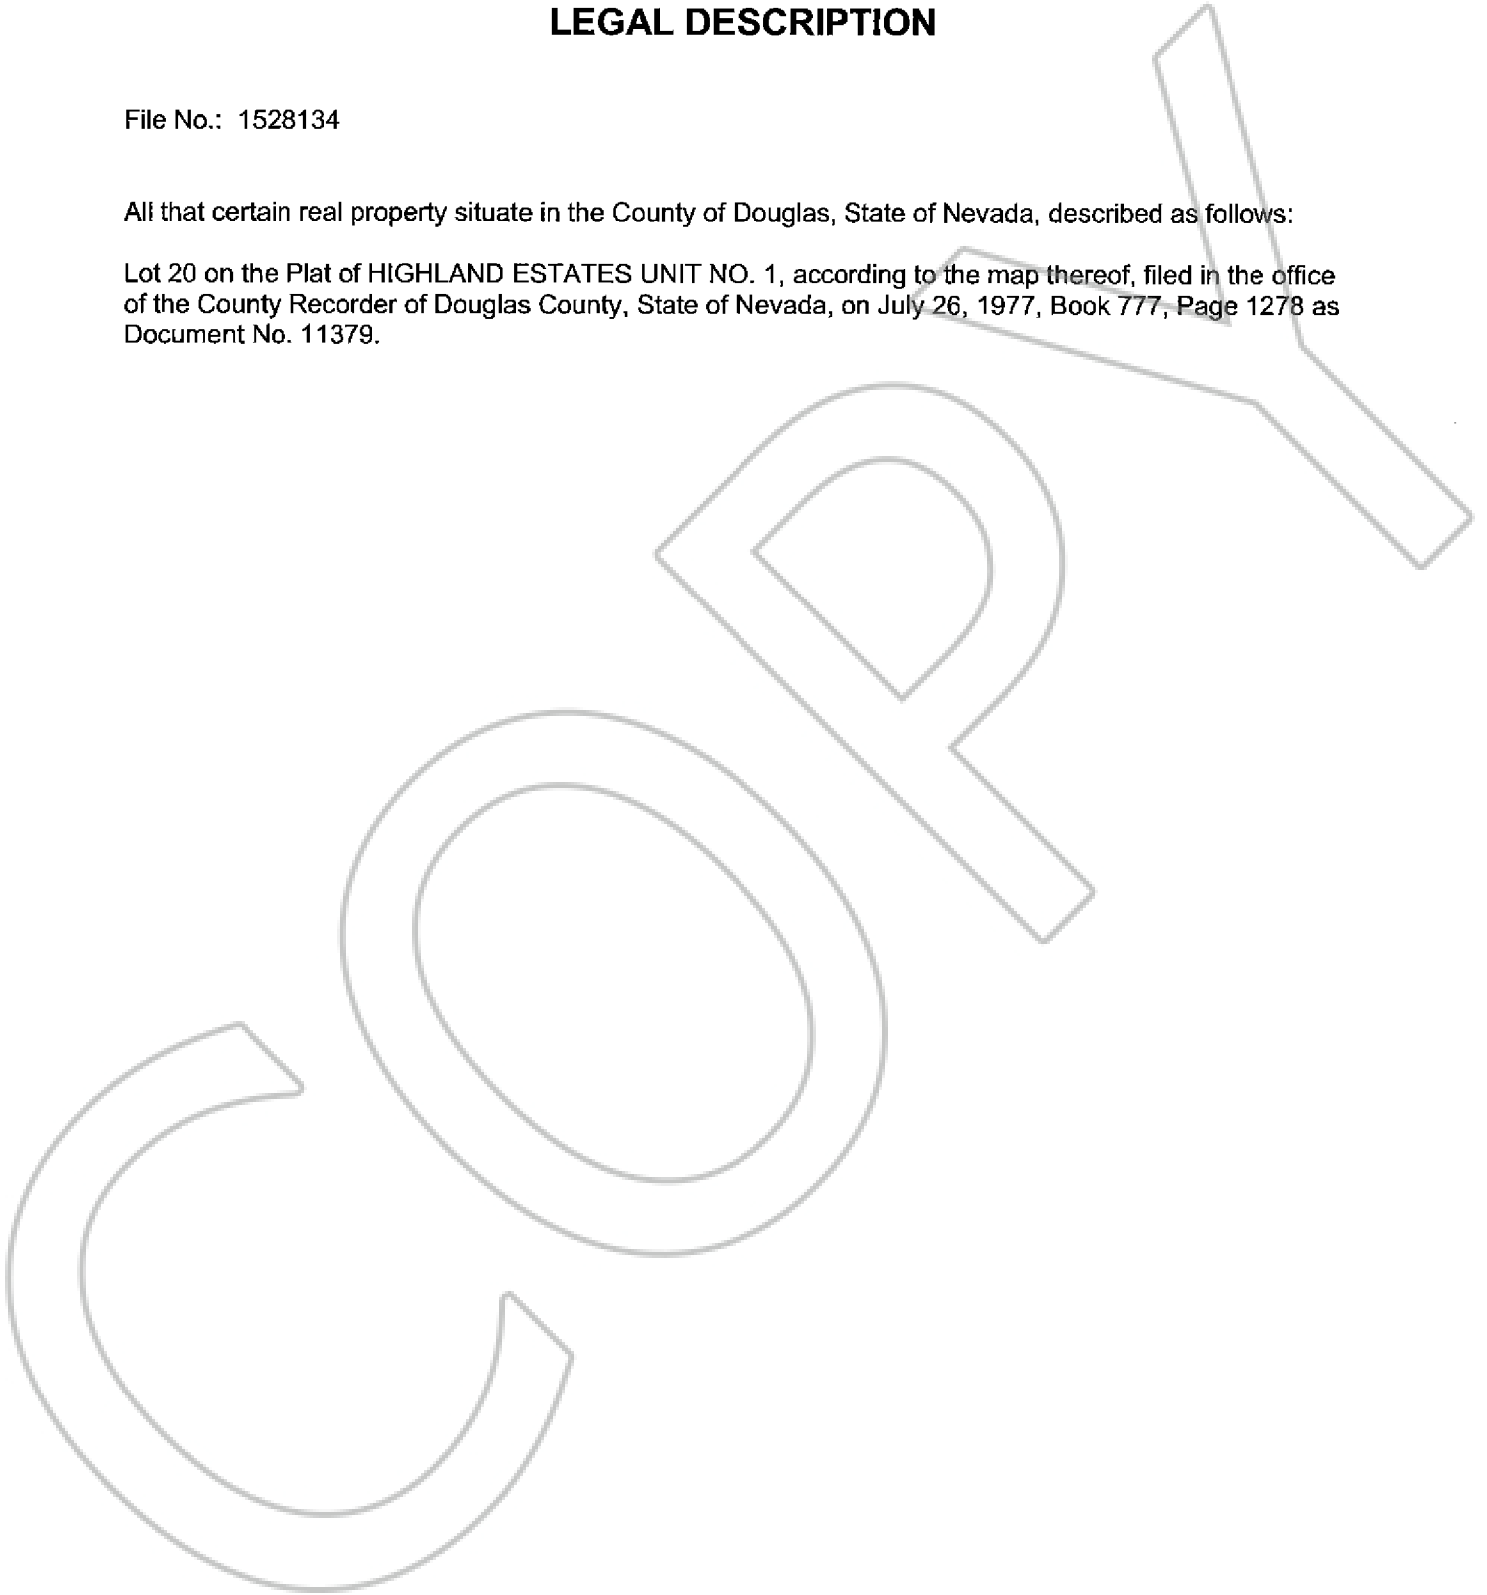 LEGAL DESCRIPTION
File No.: 1528134
All that certain real property situate in the County of Douglas, State of Nevada, described as follows:
Lot 20 on the Plat of HIGHLAND ESTATES UNIT NO. 1, according to the map thereof, filed in the office
of the County Recorder of Douglas County, State of Nevada, on July 26, 1977, Book 777, Page 1278 as
Document No. 11379.
COPY